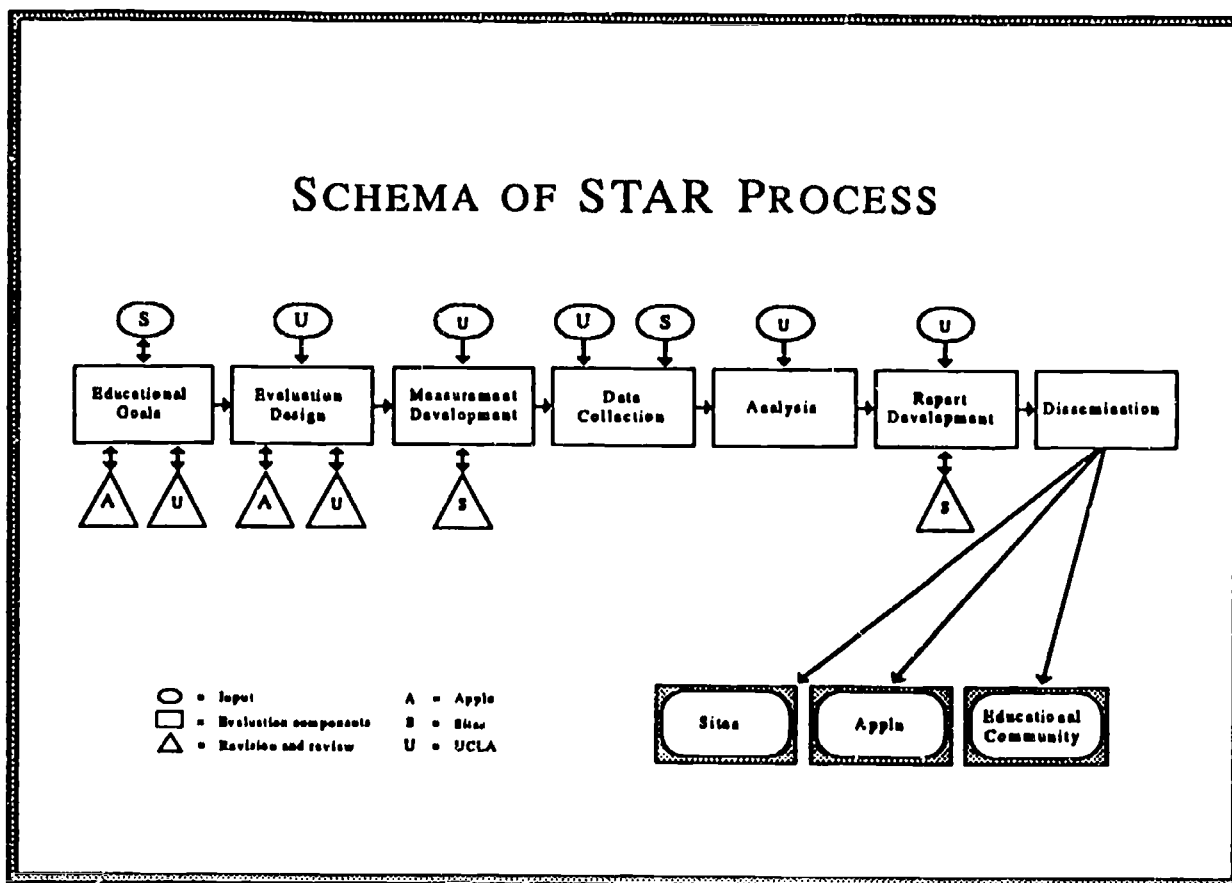 SCHEMA OF STAR PROCESS
S
U
U
U
S
U
U
Educational
Goals
Evaluation
Design
Measurement
Development
Data
Collection
Analysis
Report
Development
Dissemination
A
U
A
U
S
S
= Input
= Evaluation components
= Revision and review
A = Apple
S = Sites
U = UCLA
Sites
Apple
Educational
Community